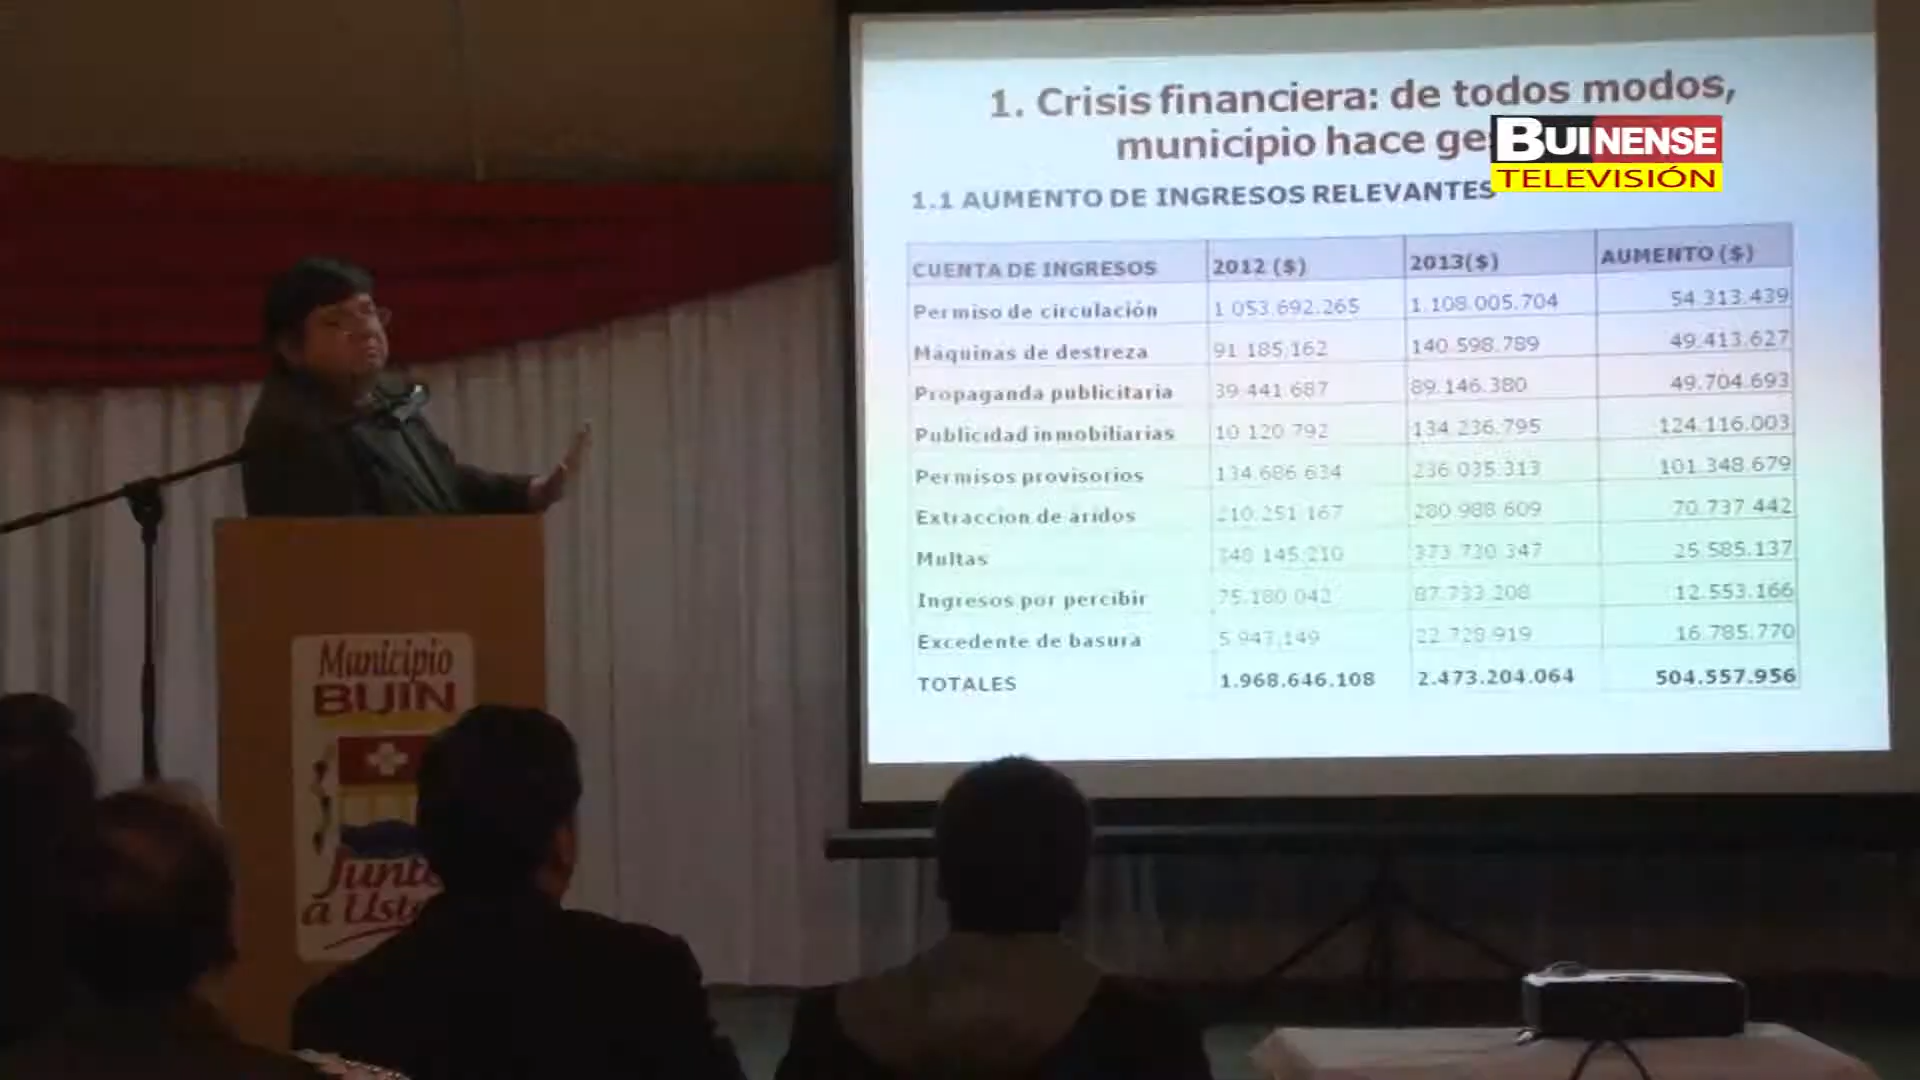 1. Crisis financiera: de todos modos,
municipio hace
BUINENSE
TELEVISIÓN
1.1 AUMENTO DE INGRESOS RELEVANTES
CUENTA DE INGRESOS 2012 ($) 2013($) AUMENTO ($)
Permiso de circulación 1.053.692.265 1.108.005.704 54.313.439
Máquinas de destreza 91.185.162 140.598.789 49.413.627
Propaganda publicitaria 39.441.687 89.146.380 49.704.693
Publicidad inmobiliarias 10.120.792 134.236.795 124.116.003
Permisos provisorios 134.686.634 236.035.313 101.348.679
Extraccion de aridos 210.251.167 280.988.609 70.737.442
Multas 348.145.210 373.730.347 25.585.137
Ingresos por percibir 75.180.042 87.733.208 12.553.166
Excedente de basura 5.943.149 22.728.919 16.785.770
TOTALES 1.968.646.108 2.473.204.064 504.557.956
Municipio
BUIN
a